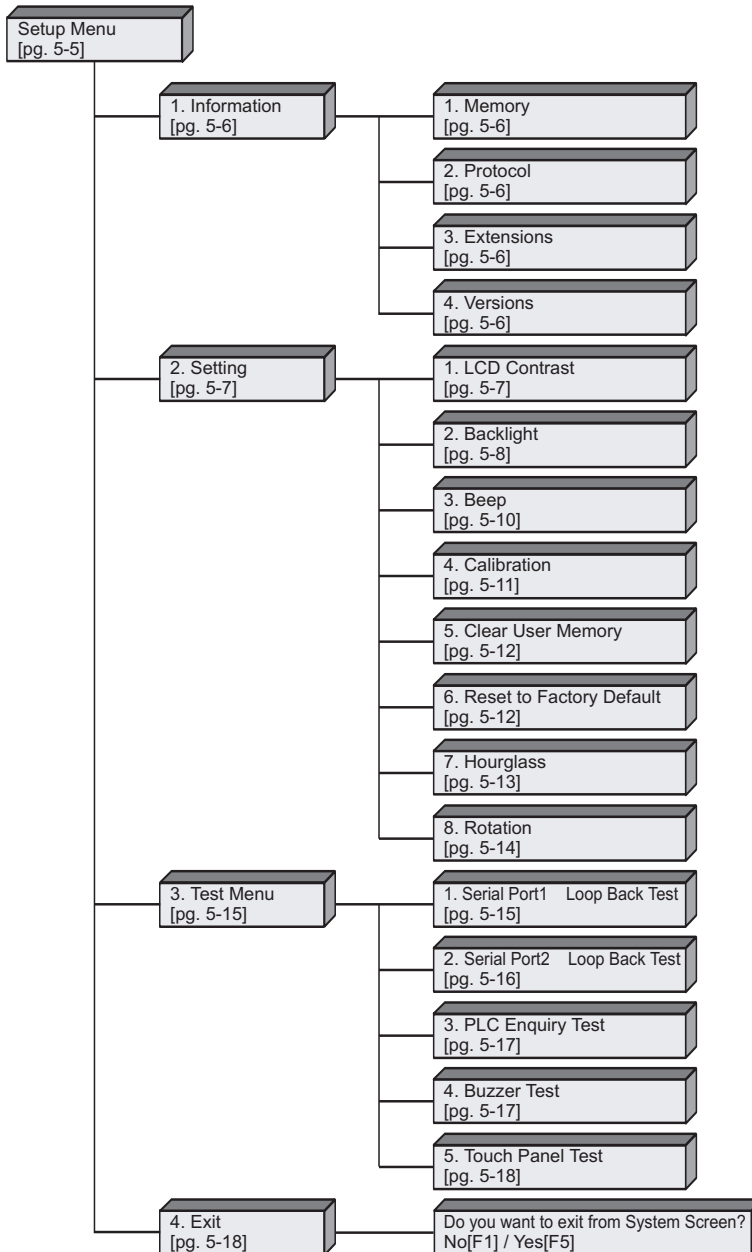 Setup Menu
[pg. 5-5]
1. Information
[pg. 5-6]
1. Memory
[pg. 5-6]
2. Protocol
[pg. 5-6]
3. Extensions
[pg. 5-6]
4. Versions
[pg. 5-6]
2. Setting
[pg. 5-7]
1. LCD Contrast
[pg. 5-7]
2. Backlight
[pg. 5-8]
3. Beep
[pg. 5-10]
4. Calibration
[pg. 5-11]
5. Clear User Memory
[pg. 5-12]
6. Reset to Factory Default
[pg. 5-12]
7. Hourglass
[pg. 5-13]
8. Rotation
[pg. 5-14]
3. Test Menu
[pg. 5-15]
1. Serial Port1 Loop Back Test
[pg. 5-15]
2. Serial Port2 Loop Back Test
[pg. 5-16]
3. PLC Enquiry Test
[pg. 5-17]
4. Buzzer Test
[pg. 5-17]
5. Touch Panel Test
[pg. 5-18]
4. Exit
[pg. 5-18]
Do you want to exit from System Screen?
No[F1] / Yes[F5]